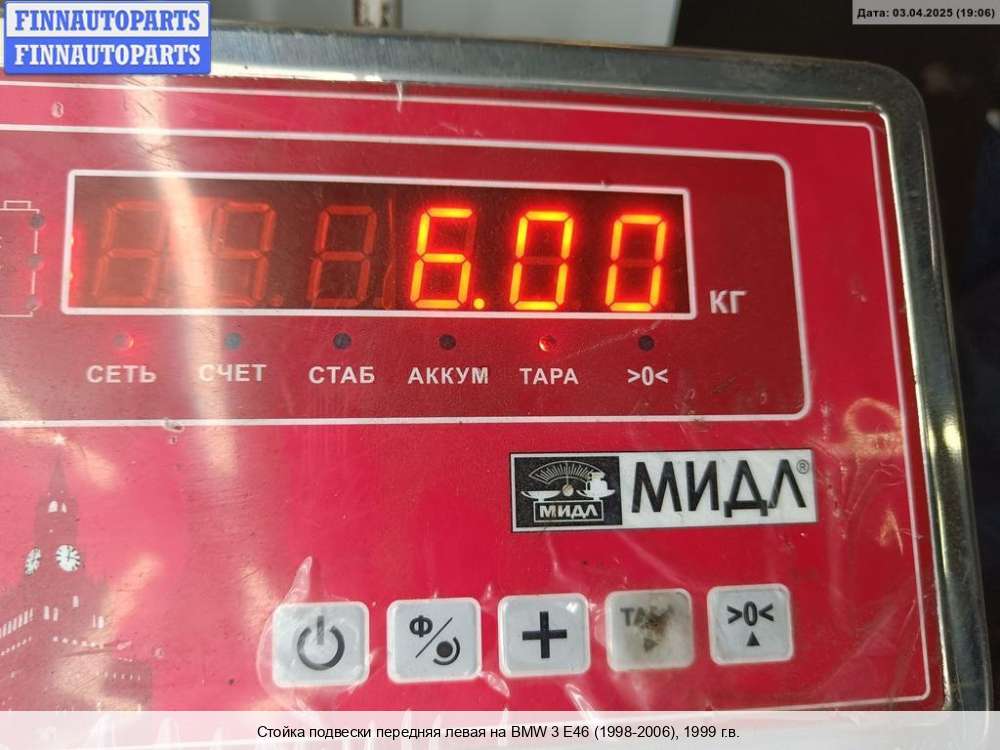 FINNAUTOPARTS
FINNAUTOPARTS
Дата: 03.04.2025 (19:06)
6.00
КГ
СЕТЬ СЧЕТ СТАБ АККУМ ТАРА >0<
МИДЛ МИДЛ®
Ф + ТАРА >0<
Стойка подвески передняя левая на BMW 3 E46 (1998-2006), 1999 г.в.